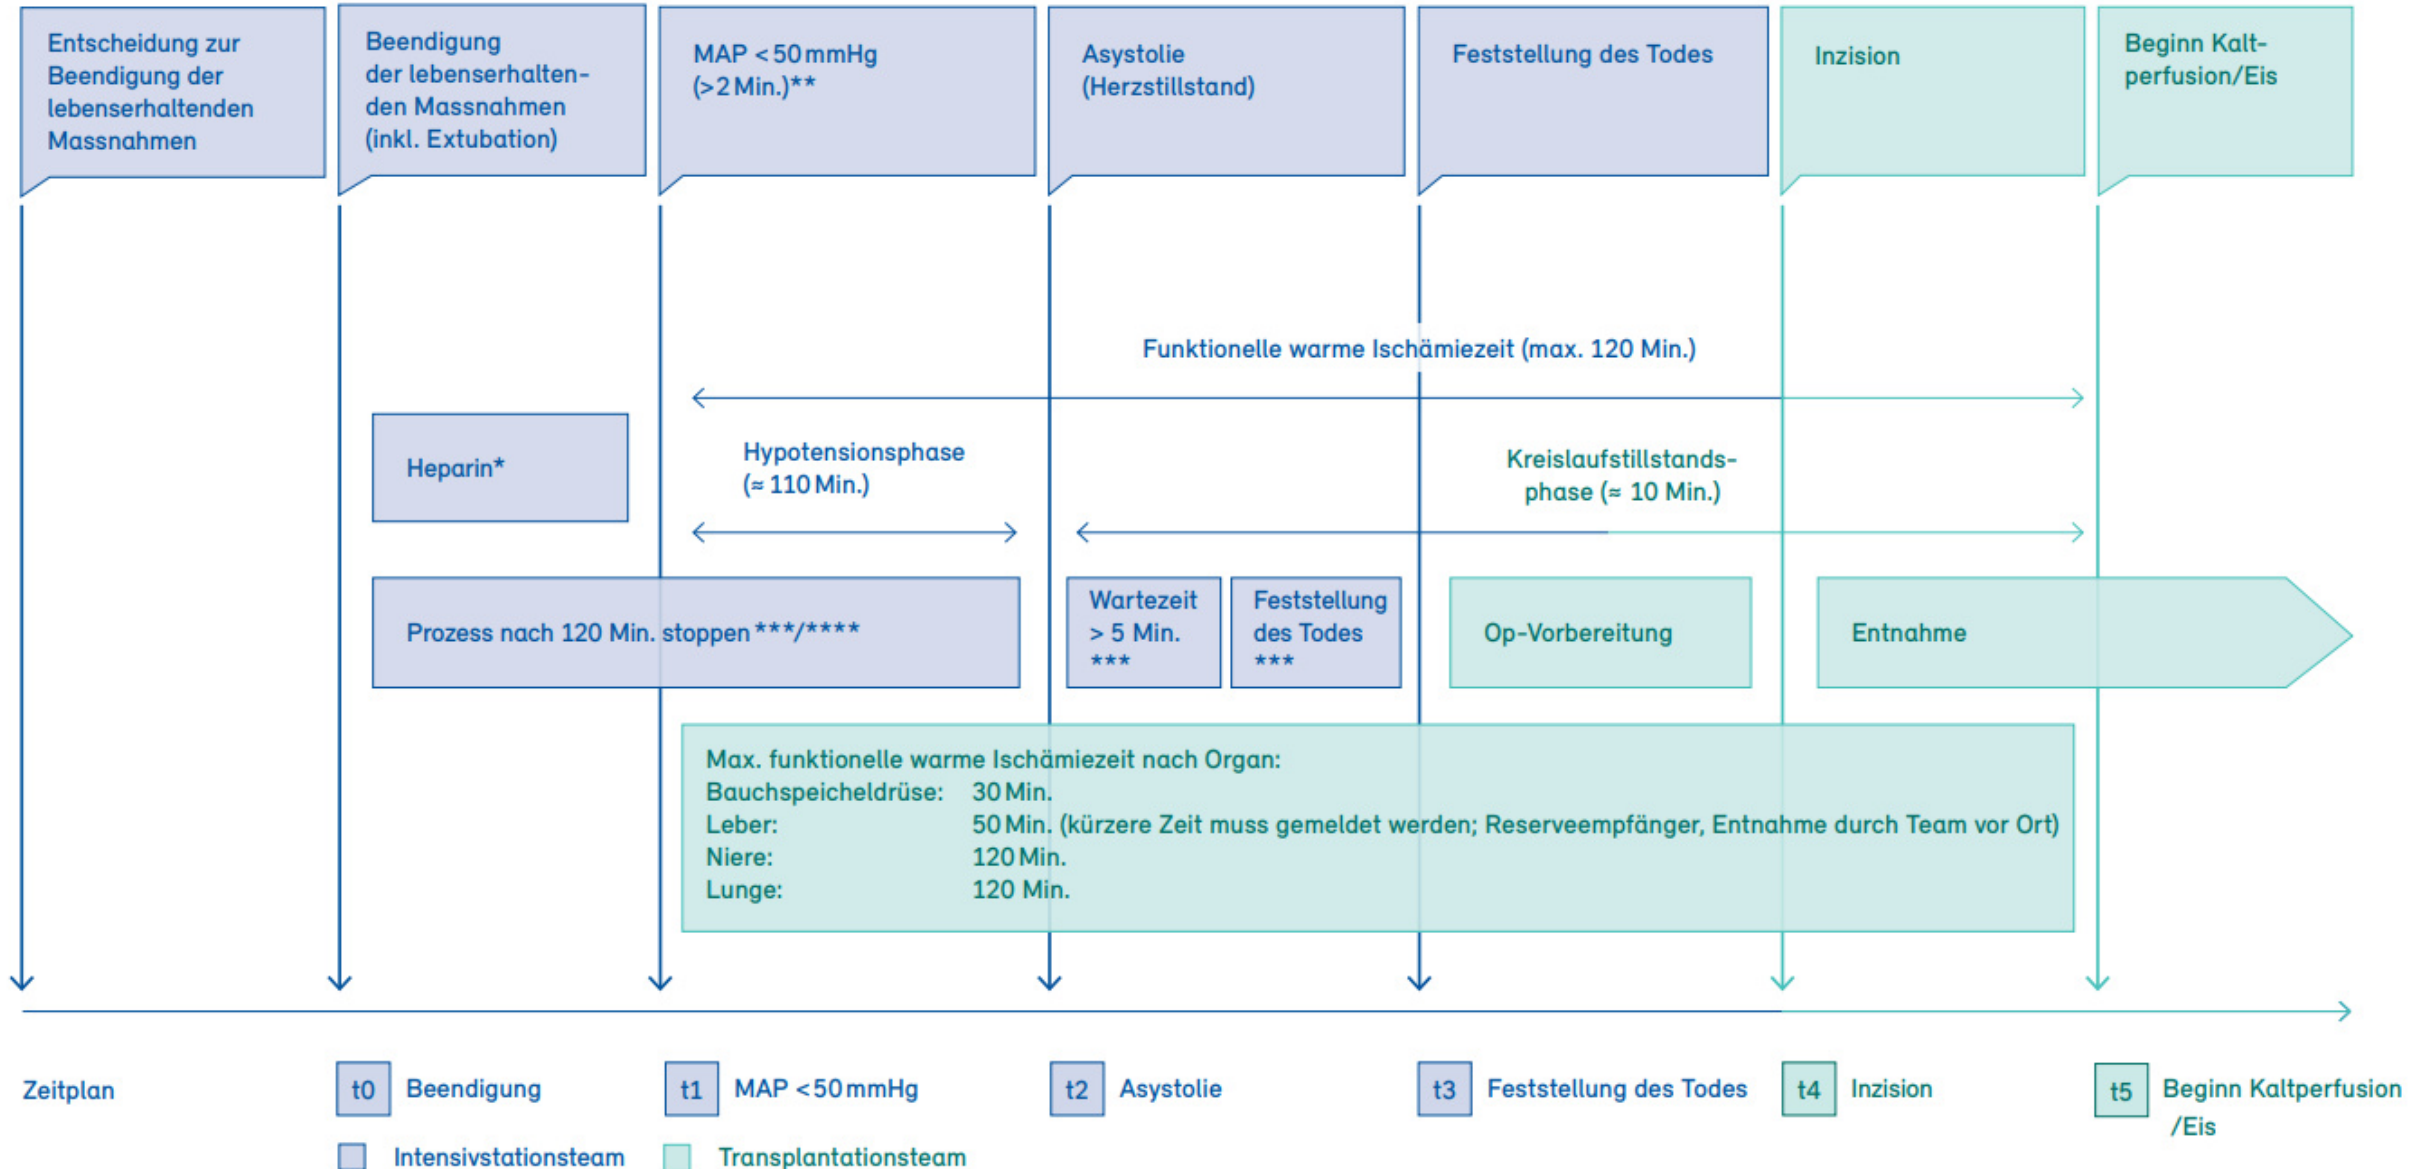 Entscheidung zur
Beendigung der
lebenserhaltenden
Massnahmen
Beendigung
der lebenserhalten-
den Massnahmen
(inkl. Extubation)
MAP < 50 mmHg
(> 2 Min.)**
Asystolie
(Herzstillstand)
Feststellung des Todes
Inzision
Beginn Kalt-
perfusion/Eis
Funktionelle warme Ischämiezeit (max. 120 Min.)
Heparin*
Hypotensionsphase
(≈ 110 Min.)
Kreislaufstillstands-
phase (≈ 10 Min.)
Prozess nach 120 Min. stoppen ***/****
Wartezeit
> 5 Min.
***
Feststellung
des Todes
***
Op-Vorbereitung
Entnahme
Max. funktionelle warme Ischämiezeit nach Organ:
Bauchspeicheldrüse: 30 Min.
Leber: 50 Min. (kürzere Zeit muss gemeldet werden; Reserveempfänger, Entnahme durch Team vor Ort)
Niere: 120 Min.
Lunge: 120 Min.
Zeitplan
t0 Beendigung
t1 MAP < 50 mmHg
t2 Asystolie
t3 Feststellung des Todes
t4 Inzision
t5 Beginn Kaltperfusion
/Eis
Intensivstationsteam
Transplantationsteam